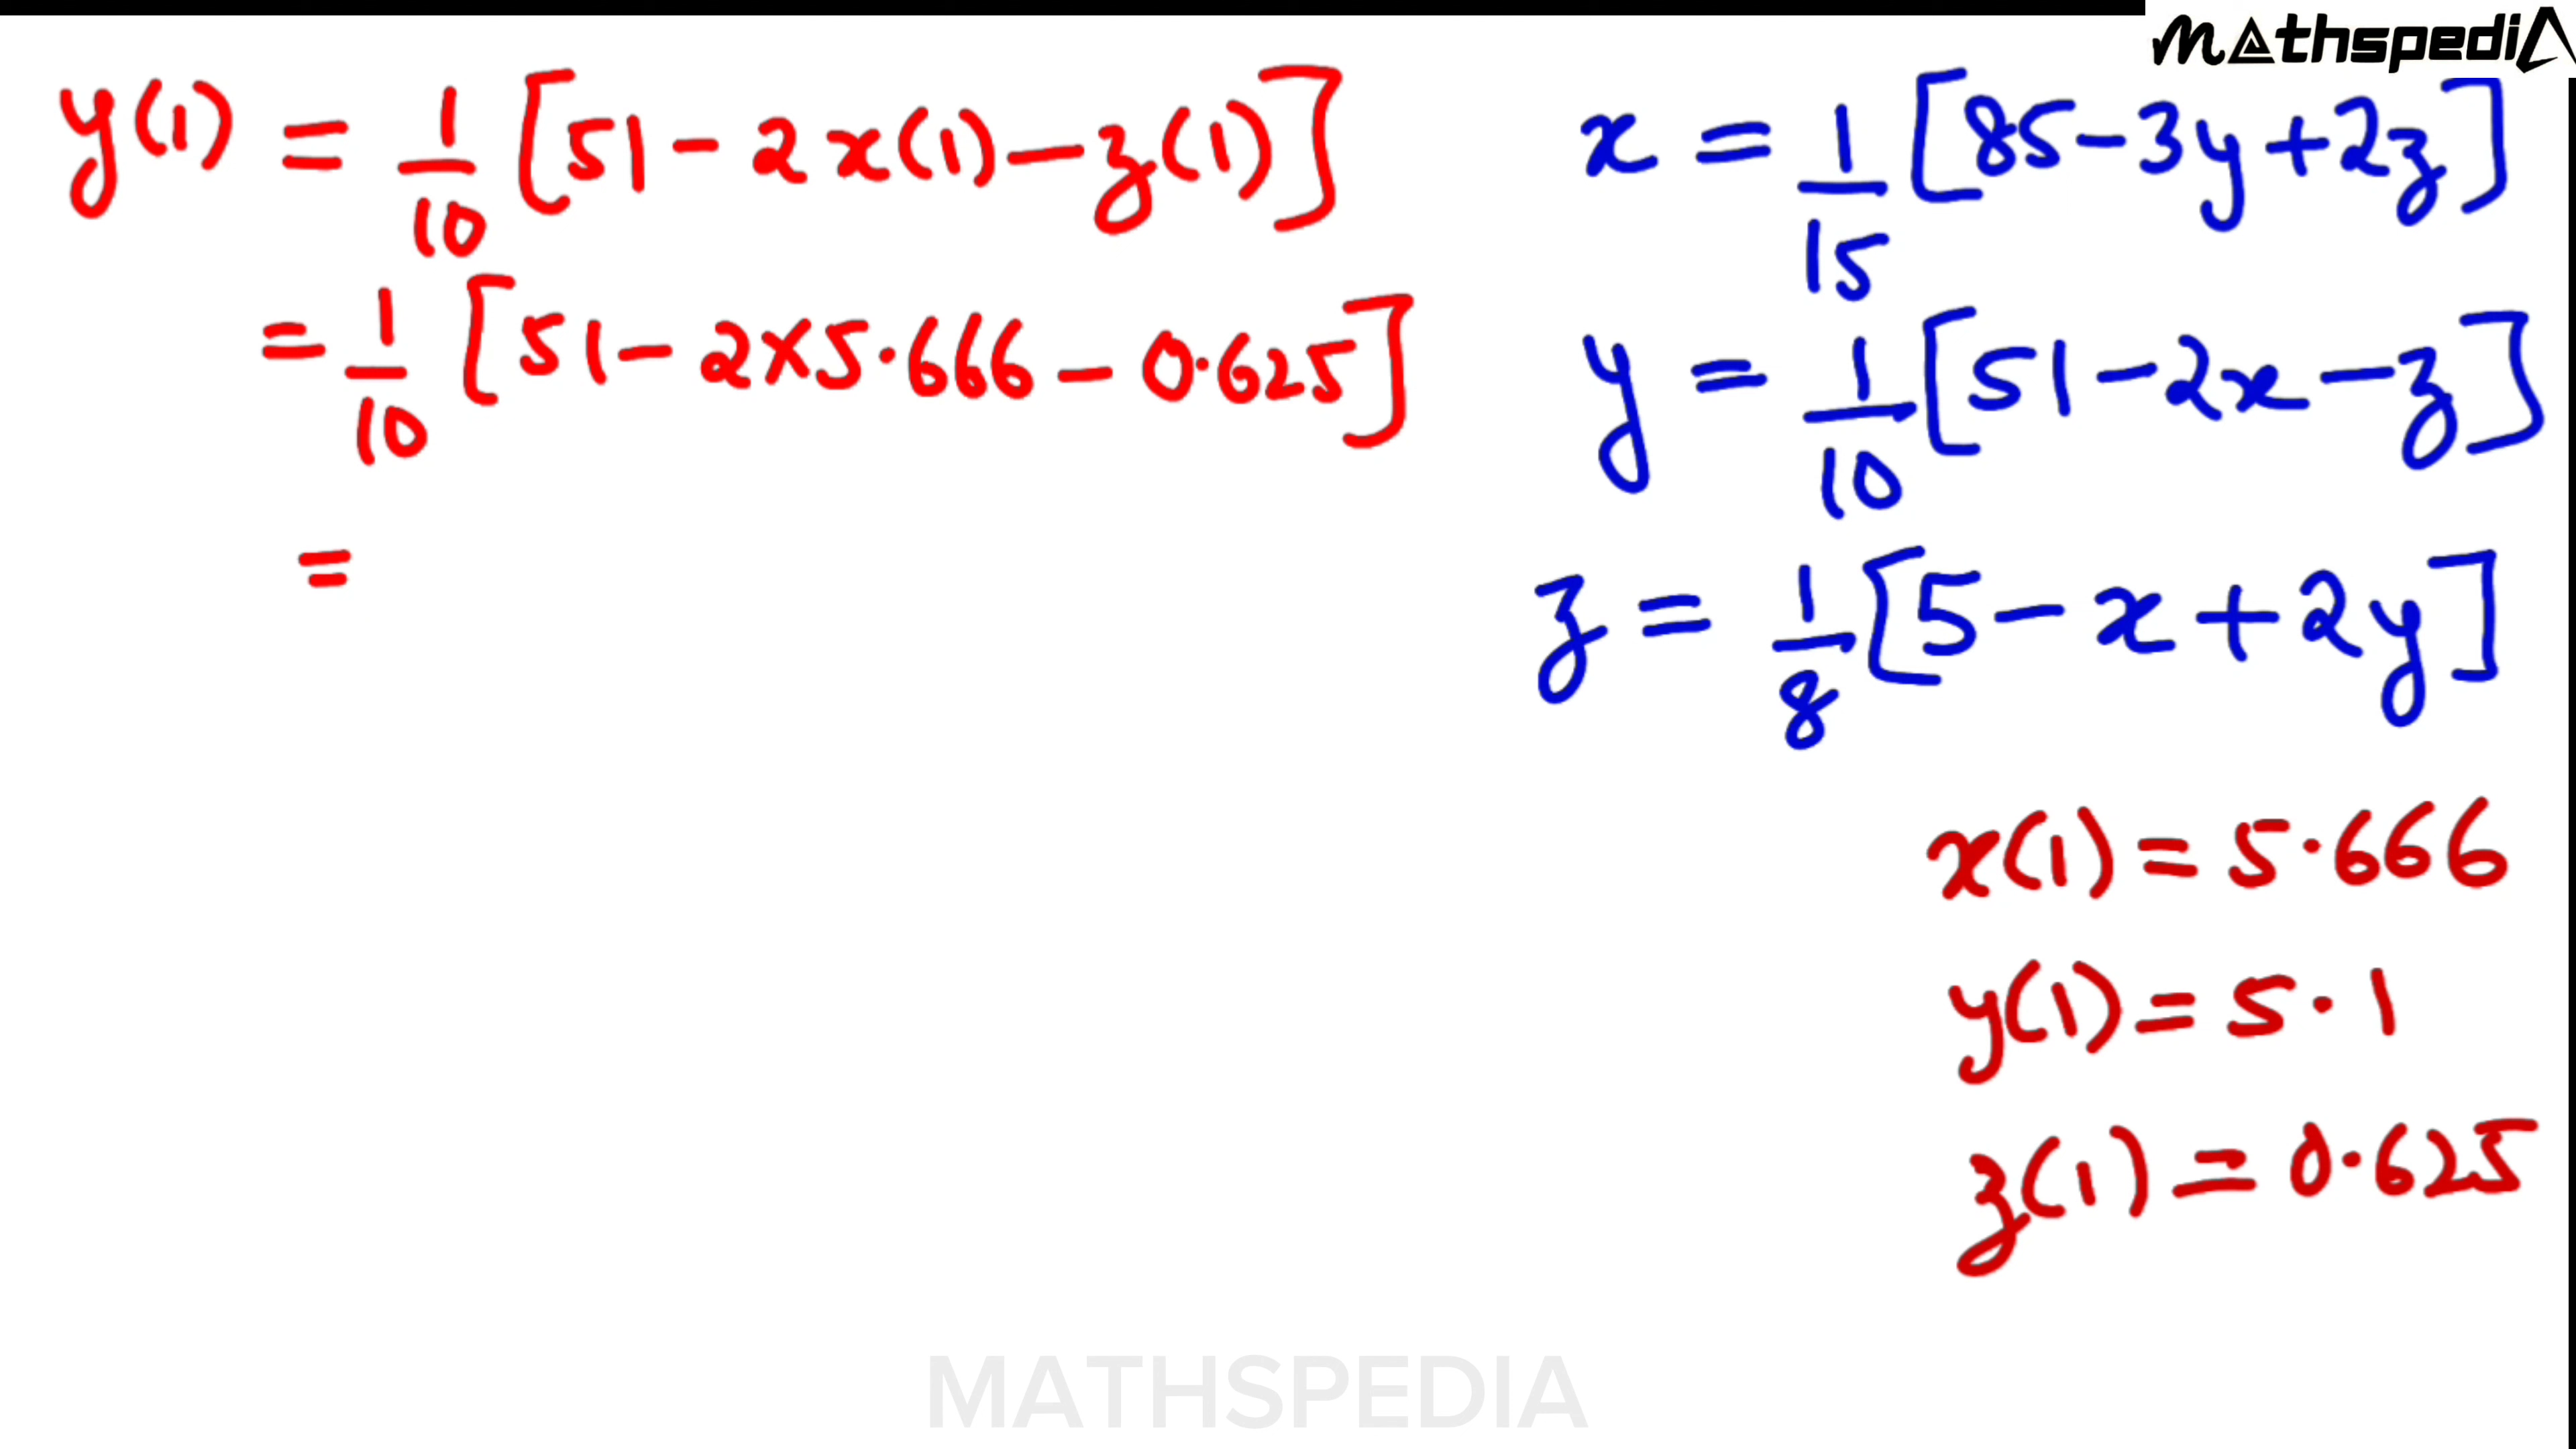 MathspediA
y(1) = 1/10 [51 - 2x(1) - z(1)]
= 1/10 [51 - 2×5.666 - 0.625]
=
x = 1/15 [85 - 3y + 2z]
y = 1/10 [51 - 2x - z]
z = 1/8 [5 - x + 2y]
x(1) = 5.666
y(1) = 5.1
z(1) = 0.625
MATHSPEDIA